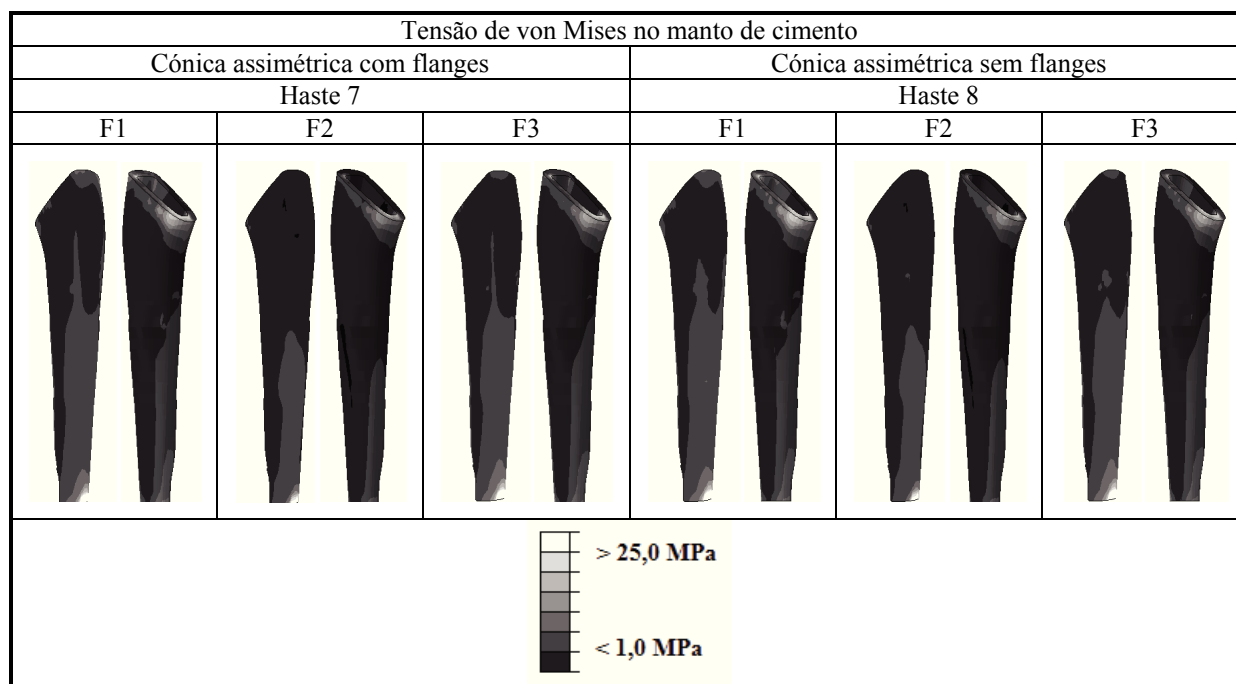 Tensão de von Mises no manto de cimento
Cónica assimétrica com flanges
Cónica assimétrica sem flanges
Haste 7
Haste 8
F1
F2
F3
F1
F2
F3
> 25,0 MPa
< 1,0 MPa